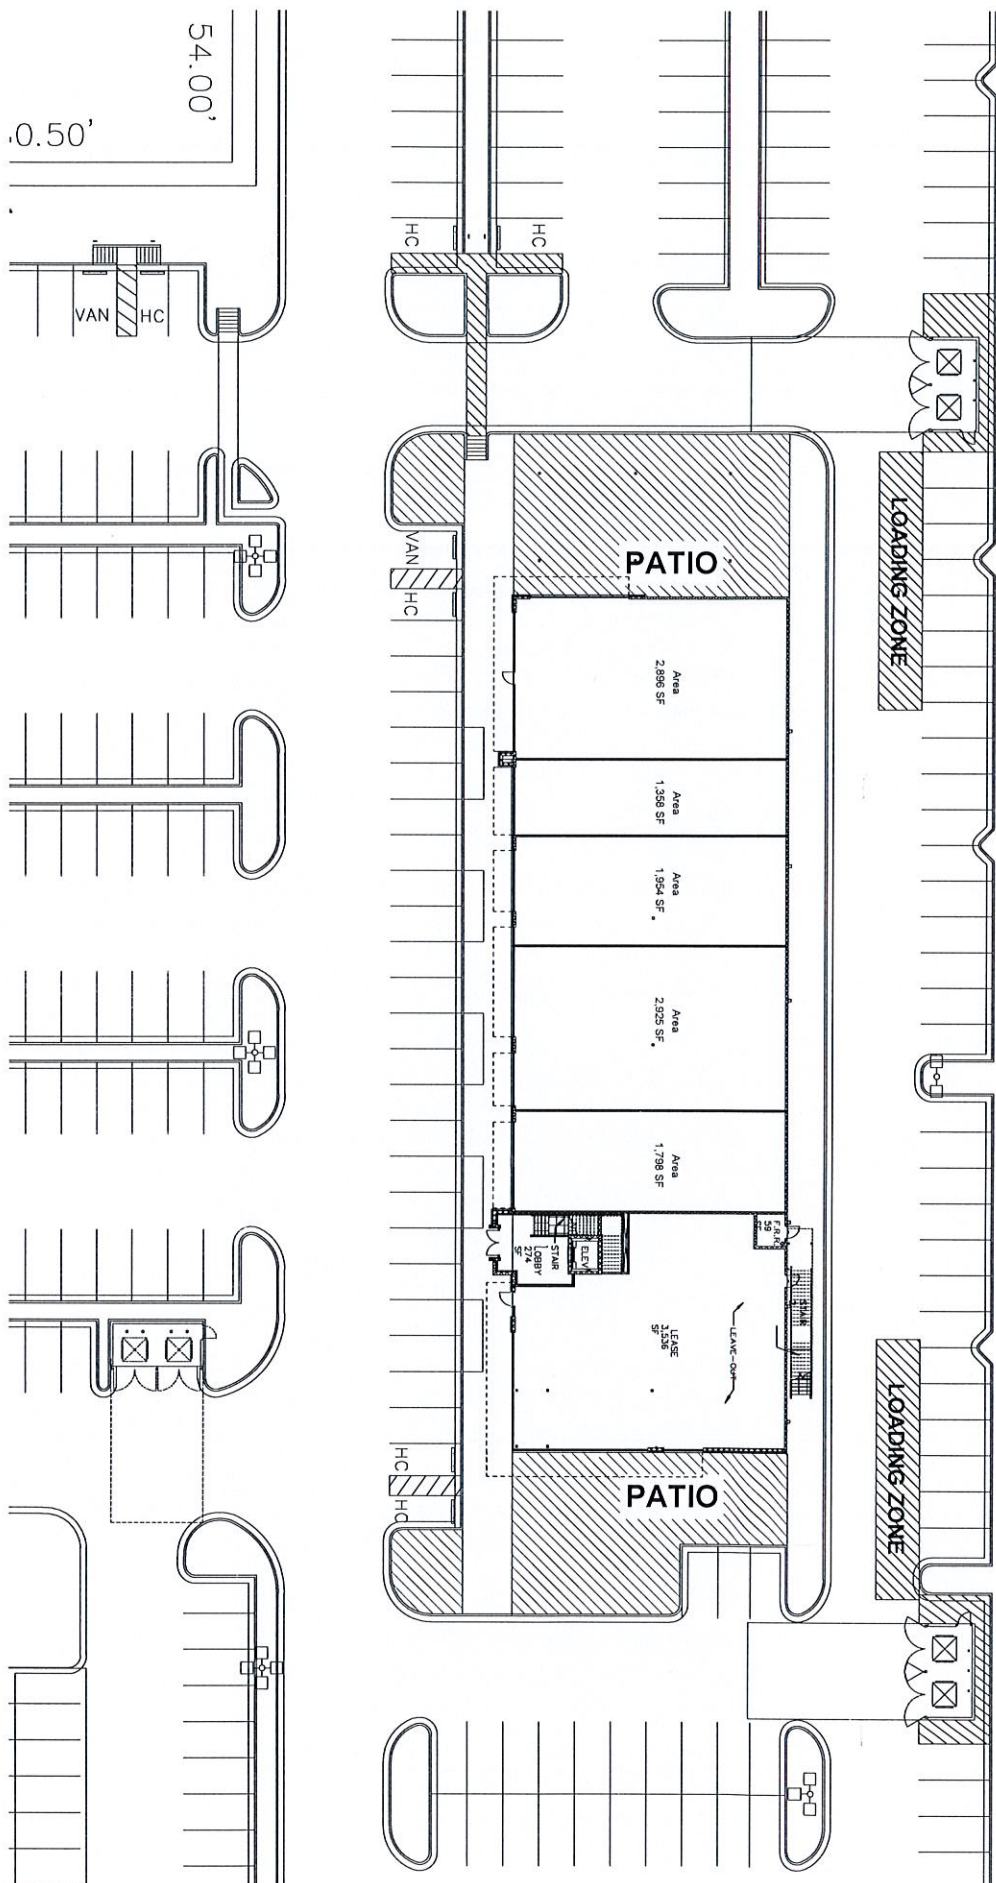 54.00'
.0.50'
HC
HC
VAN
HC
LOADING ZONE
VAN
HC
PATIO
Area
2,896 SF
Area
1,358 SF
Area
1,954 SF
Area
2,925 SF
Area
1,798 SF
F.R.R.
59
SF
STAIR
LOBBY
274
SF
ELEV
STAIR
LEASE
3,536
SF
LEAVE-OUT
LOADING ZONE
HC
HC
PATIO